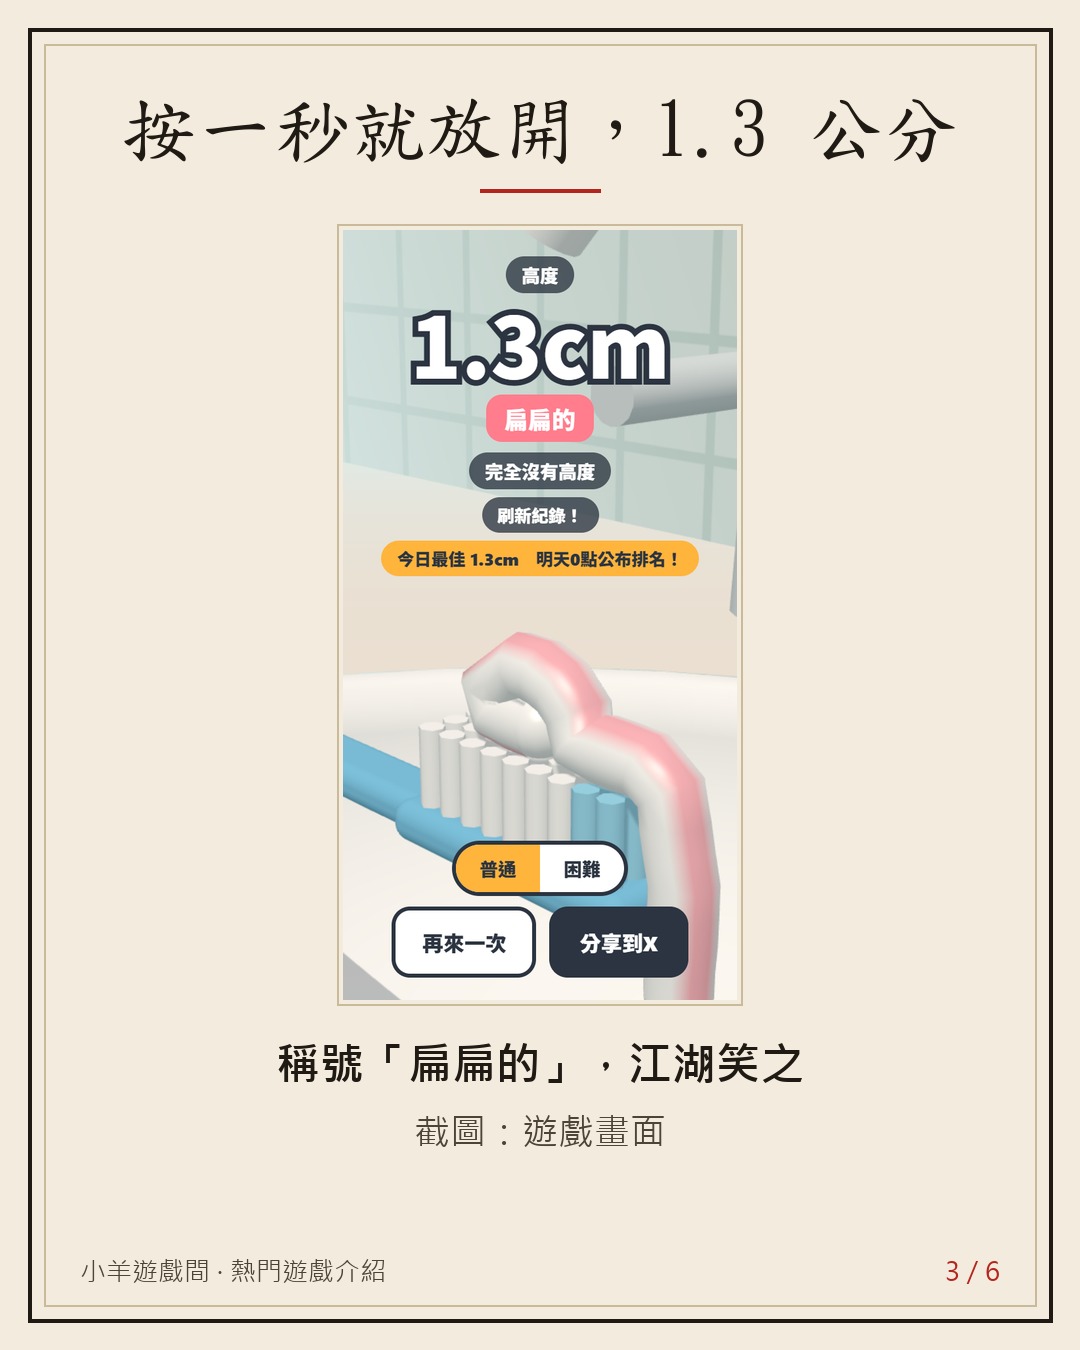 按一秒就放開，1.3 公分
高度
1.3cm
扁扁的
完全沒有高度
刷新紀錄！
今日最佳 1.3cm　明天0點公布排名！
普通
困難
再來一次
分享到X
稱號「扁扁的」，江湖笑之
截圖：遊戲畫面
小羊遊戲間 · 熱門遊戲介紹
3 / 6